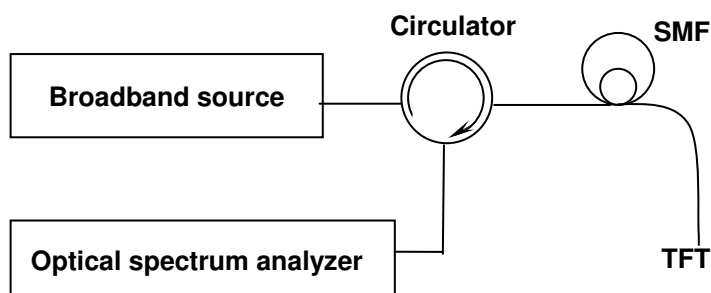 Circulator
SMF
Broadband source
Optical spectrum analyzer
TFT